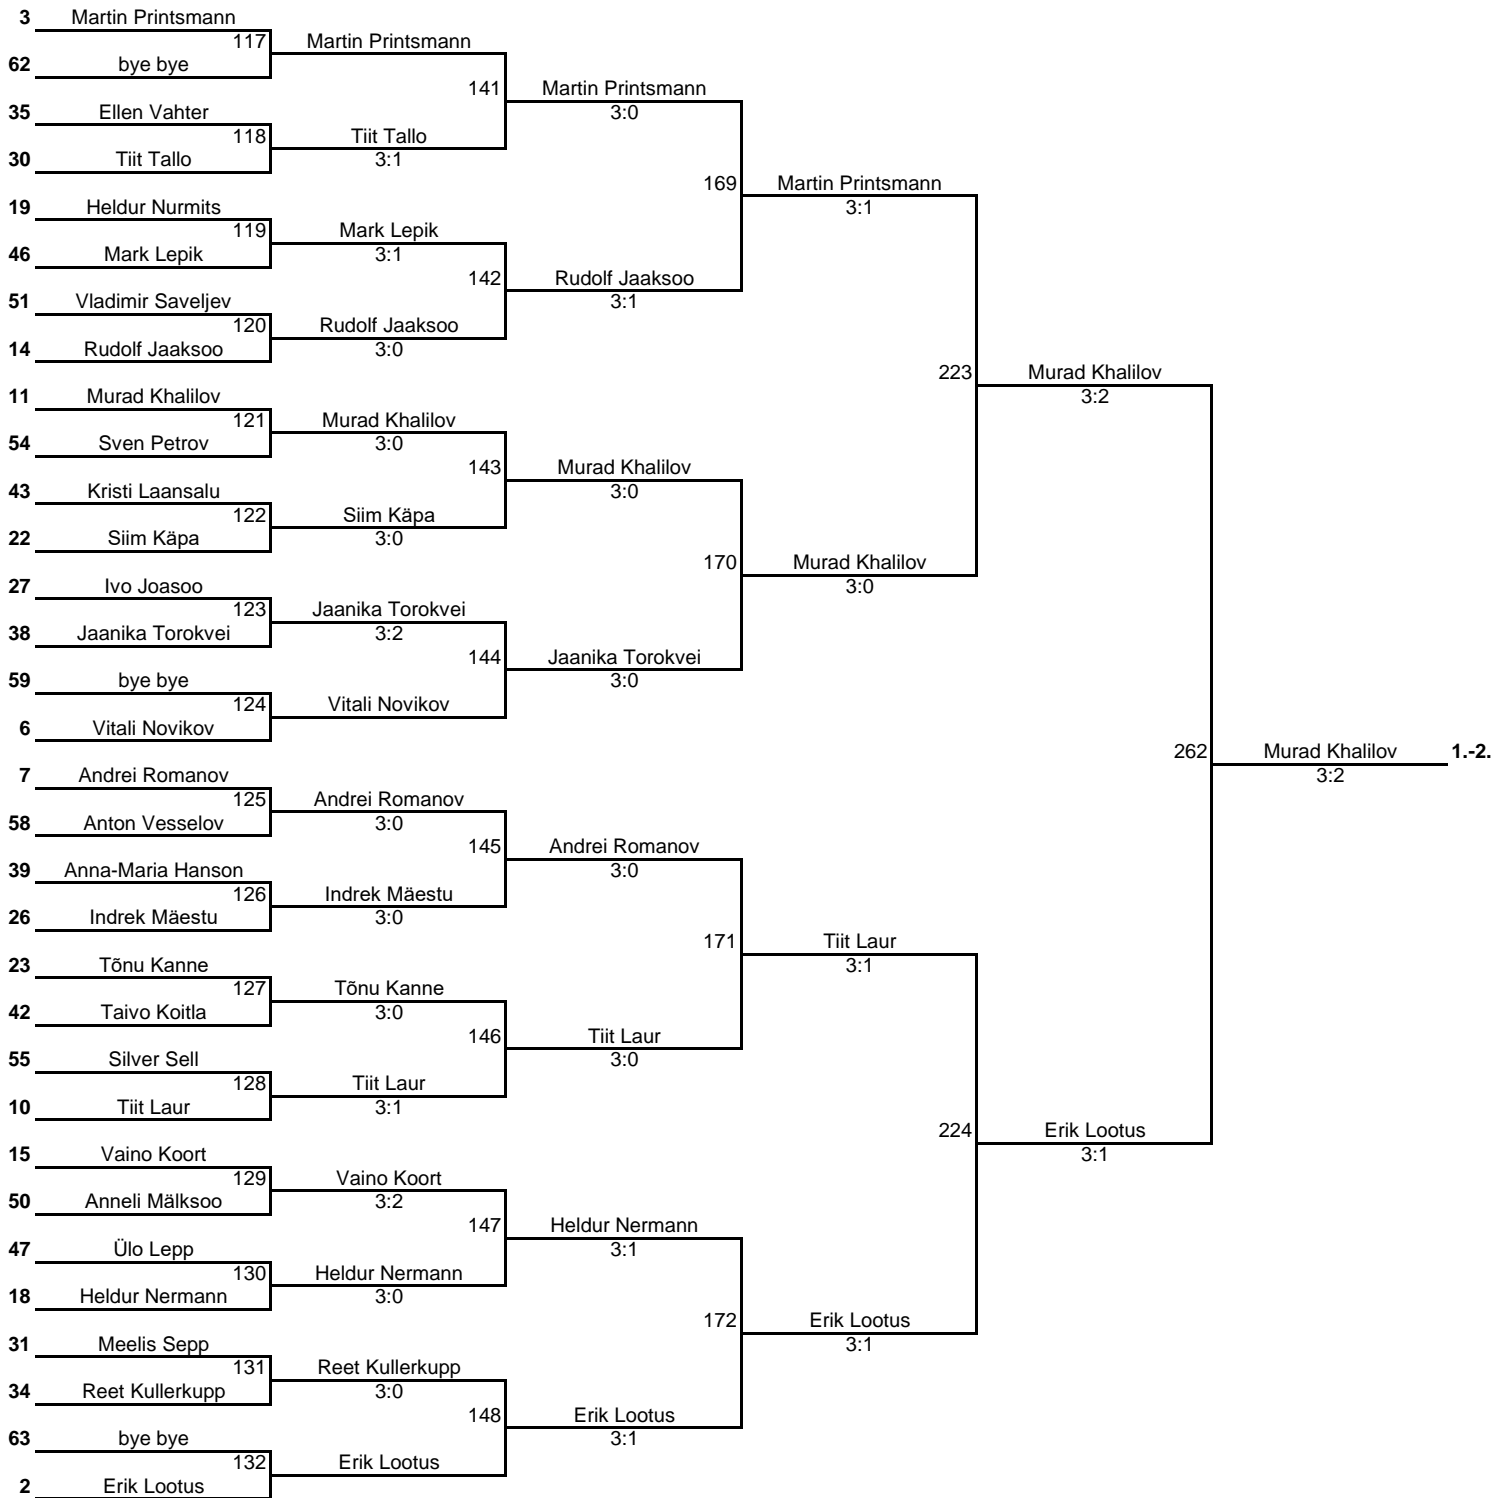 3 Martin Printsmann
117 Martin Printsmann
62 bye bye
141 Martin Printsmann
3:0
35 Ellen Vahter
118 Tiit Tallo
3:1
30 Tiit Tallo
169 Martin Printsmann
3:1
19 Heldur Nurmits
119 Mark Lepik
3:1
46 Mark Lepik
142 Rudolf Jaaksoo
3:1
51 Vladimir Saveljev
120 Rudolf Jaaksoo
3:0
14 Rudolf Jaaksoo
223 Murad Khalilov
3:2
11 Murad Khalilov
121 Murad Khalilov
3:0
54 Sven Petrov
143 Murad Khalilov
3:0
43 Kristi Laansalu
122 Siim Käpa
3:0
22 Siim Käpa
170 Murad Khalilov
3:0
27 Ivo Joasoo
123 Jaanika Torokvei
3:2
38 Jaanika Torokvei
144 Jaanika Torokvei
3:0
59 bye bye
124 Vitali Novikov
6 Vitali Novikov
262 Murad Khalilov 1.-2.
3:2
7 Andrei Romanov
125 Andrei Romanov
3:0
58 Anton Vesselov
145 Andrei Romanov
3:0
39 Anna-Maria Hanson
126 Indrek Mäestu
3:0
26 Indrek Mäestu
171 Tiit Laur
3:1
23 Tõnu Kanne
127 Tõnu Kanne
3:0
42 Taivo Koitla
146 Tiit Laur
3:0
55 Silver Sell
128 Tiit Laur
3:1
10 Tiit Laur
224 Erik Lootus
3:1
15 Vaino Koort
129 Vaino Koort
3:2
50 Anneli Mälksoo
147 Heldur Nermann
3:1
47 Ülo Lepp
130 Heldur Nermann
3:0
18 Heldur Nermann
172 Erik Lootus
3:1
31 Meelis Sepp
131 Reet Kullerkupp
3:0
34 Reet Kullerkupp
148 Erik Lootus
3:1
63 bye bye
132 Erik Lootus
2 Erik Lootus